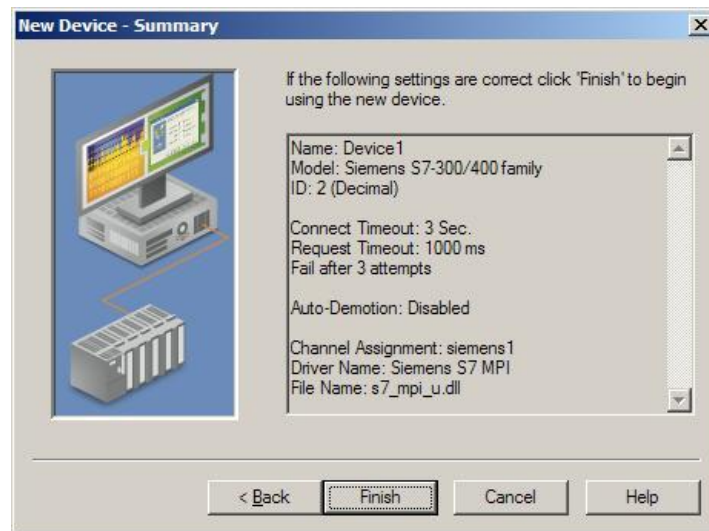 New Device - Summary
If the following settings are correct click 'Finish' to begin
using the new device.
Name: Device1
Model: Siemens S7-300/400 family
ID: 2 (Decimal)
Connect Timeout: 3 Sec.
Request Timeout: 1000 ms
Fail after 3 attempts
Auto-Demotion: Disabled
Channel Assignment: siemens1
Driver Name: Siemens S7 MPI
File Name: s7_mpi_u.dll
< Back Finish Cancel Help